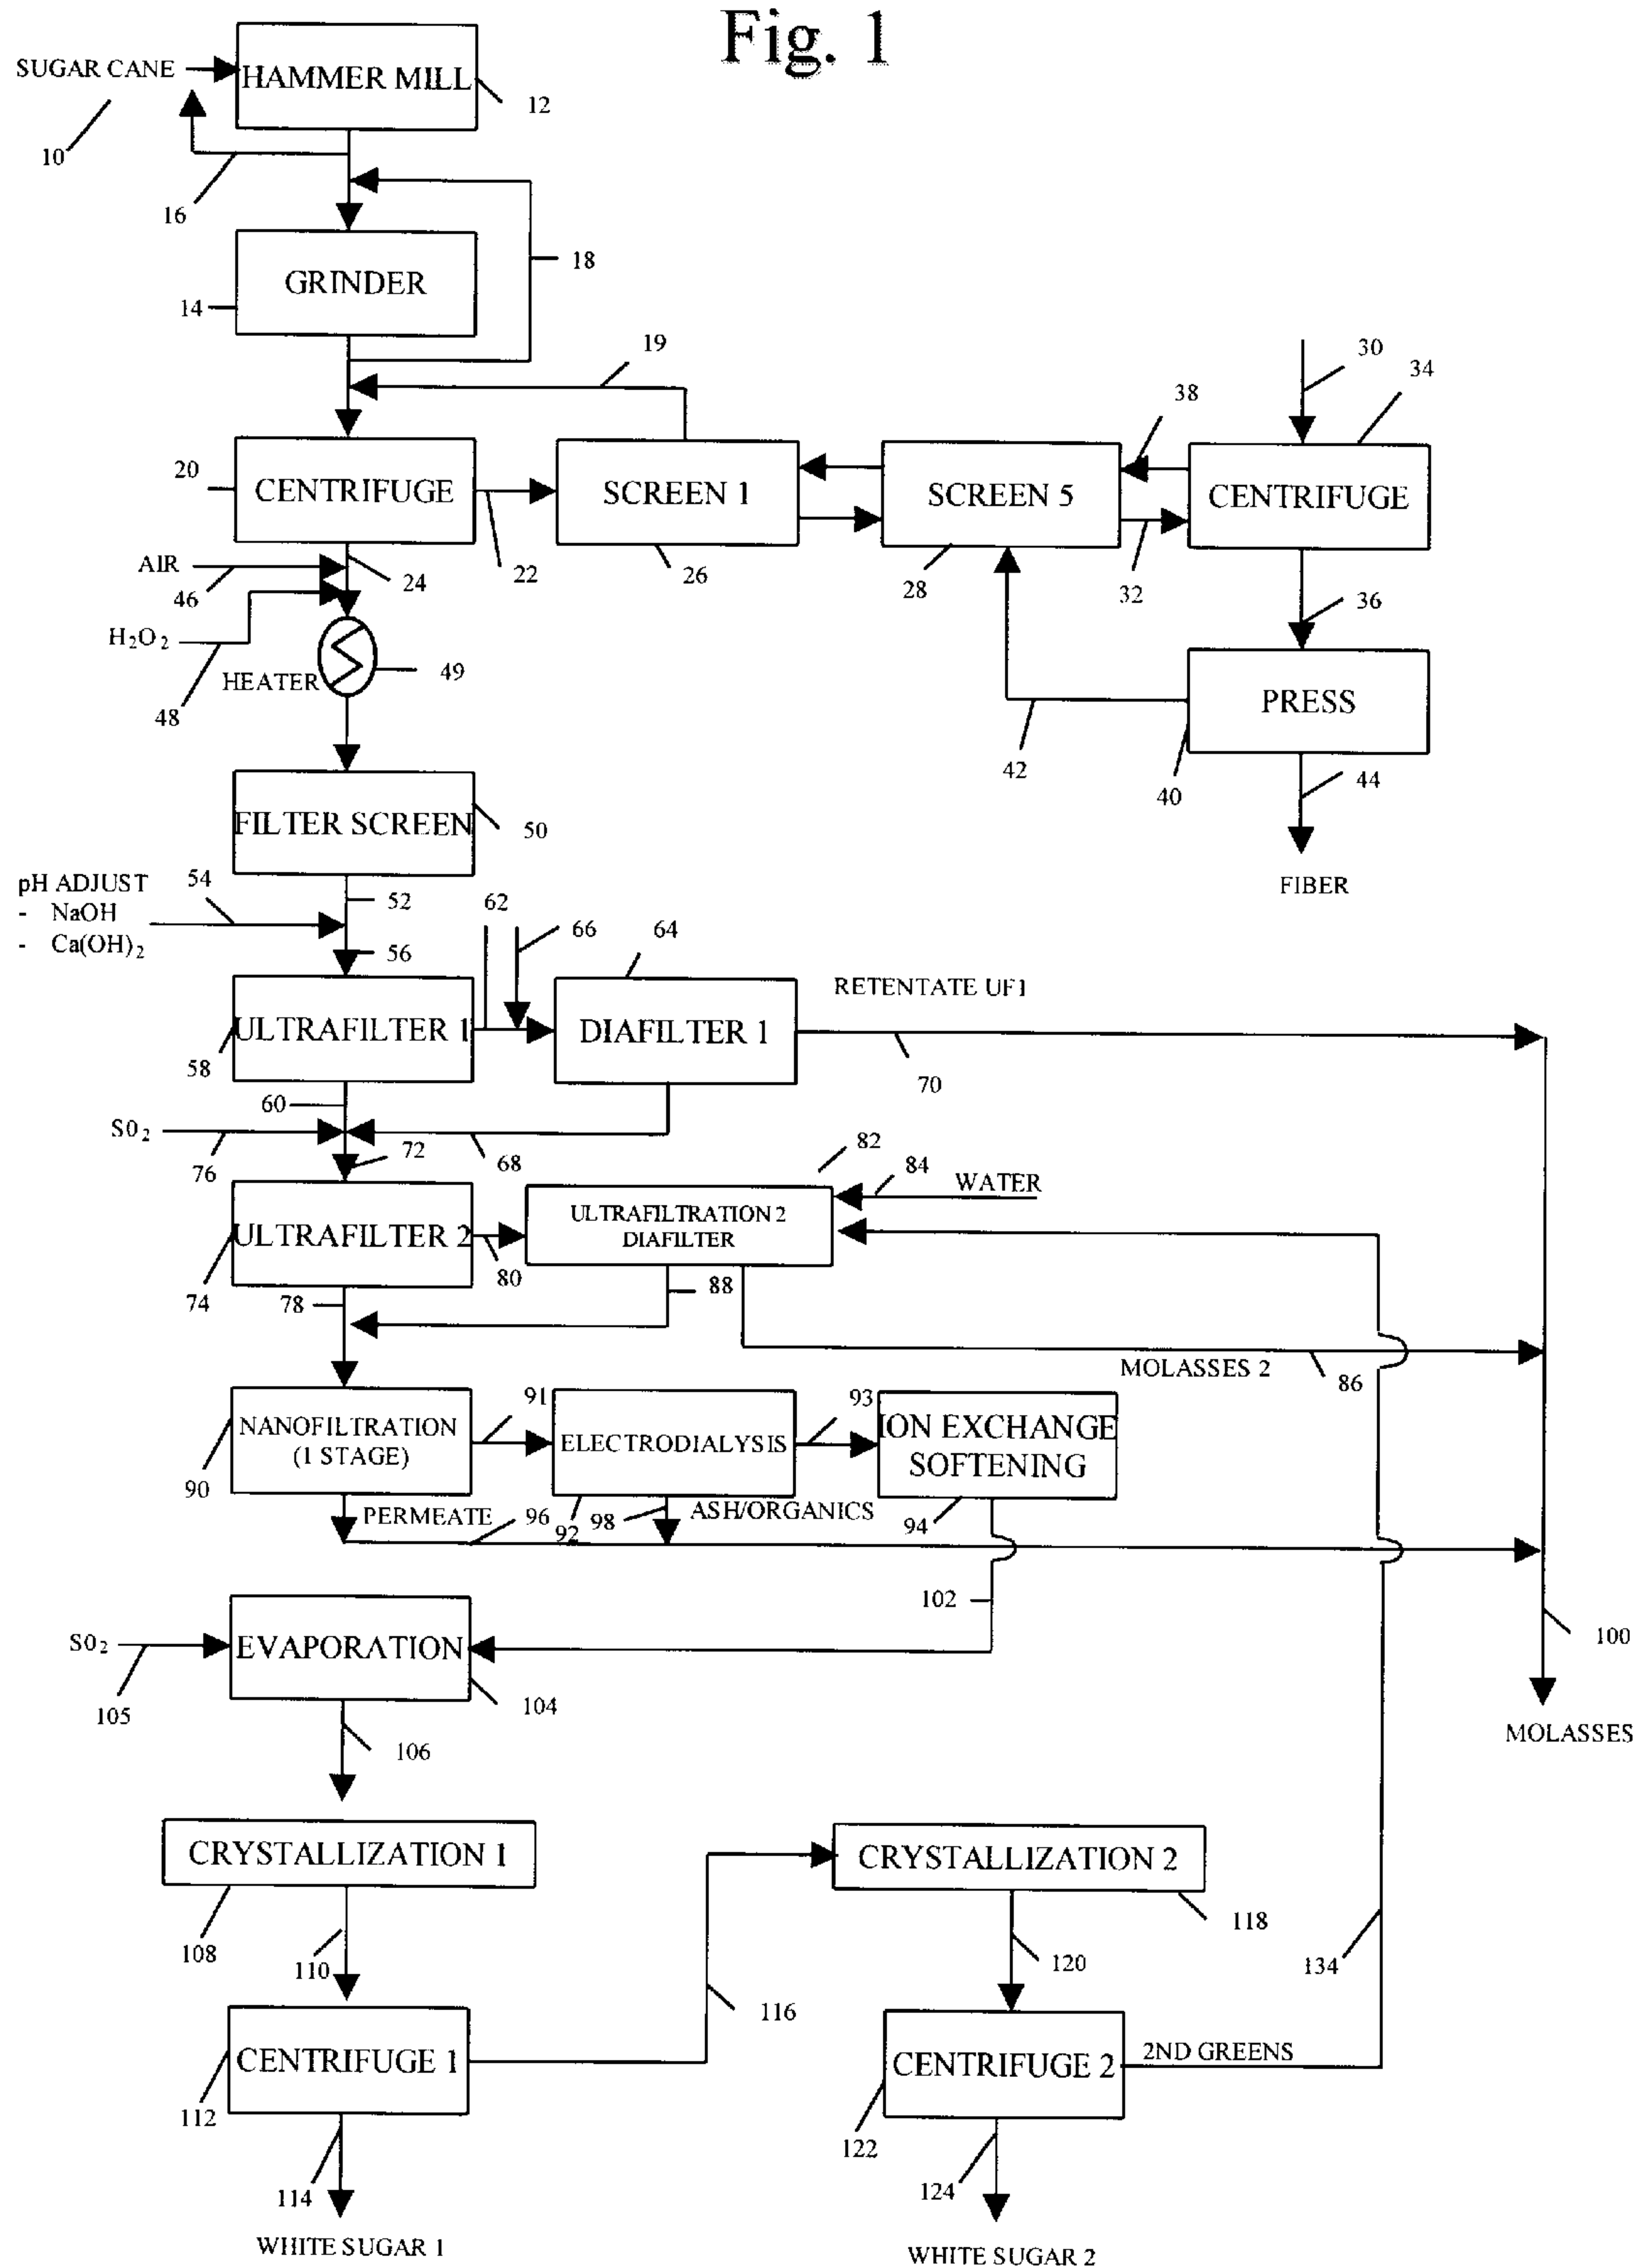 Fig. 1
SUGAR CANE
HAMMER MILL
12
10
16
GRINDER
18
14
19
30
34
38
20
CENTRIFUGE
SCREEN 1
SCREEN 5
CENTRIFUGE
AIR
46
24
22
26
28
32
36
H₂O₂
HEATER
49
48
PRESS
42
40
44
FILTER SCREEN
50
FIBER
pH ADJUST
- NaOH
- Ca(OH)₂
54
52
62
66
64
56
RETENTATE UF1
ULTRAFILTER 1
DIAFILTER 1
58
70
60
S0₂
76
72
68
82
84
WATER
ULTRAFILTER 2
ULTRAFILTRATION 2
DIAFILTER
74
78
80
88
MOLASSES 2
86
91
93
NANOFILTRATION
(1 STAGE)
ELECTRODIALYSIS
ION EXCHANGE
SOFTENING
90
PERMEATE
96
92
98
ASH/ORGANICS
94
102
S0₂
EVAPORATION
100
105
104
MOLASSES
106
CRYSTALLIZATION 1
CRYSTALLIZATION 2
108
118
110
120
134
116
CENTRIFUGE 1
CENTRIFUGE 2
2ND GREENS
112
122
114
124
WHITE SUGAR 1
WHITE SUGAR 2